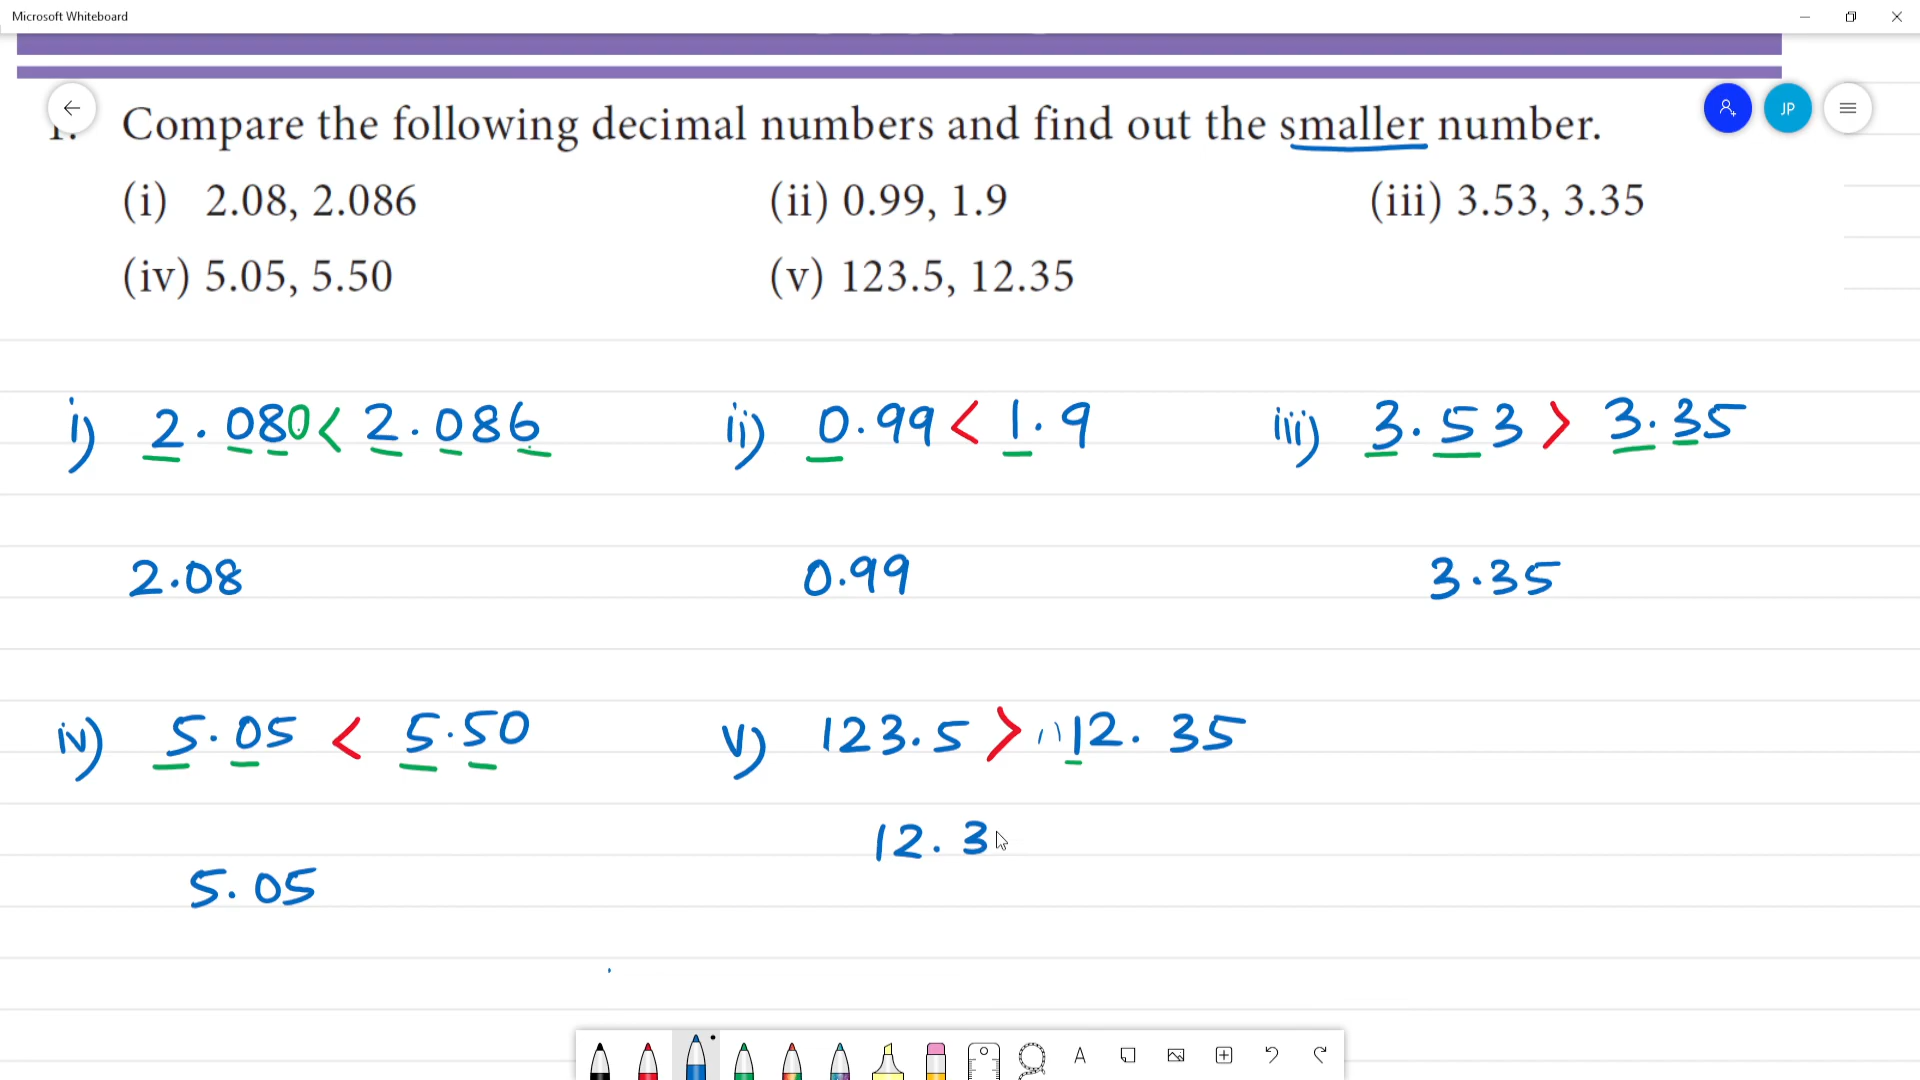 Microsoft Whiteboard
1. Compare the following decimal numbers and find out the smaller number.
JP
(i) 2.08, 2.086 (ii) 0.99, 1.9 (iii) 3.53, 3.35
(iv) 5.05, 5.50 (v) 123.5, 12.35
i) 2.080 < 2.086 ii) 0.99 < 1.9 iii) 3.53 > 3.35
2.08 0.99 3.35
iv) 5.05 < 5.50 v) 123.5 > 12.35
12.3
5.05
A